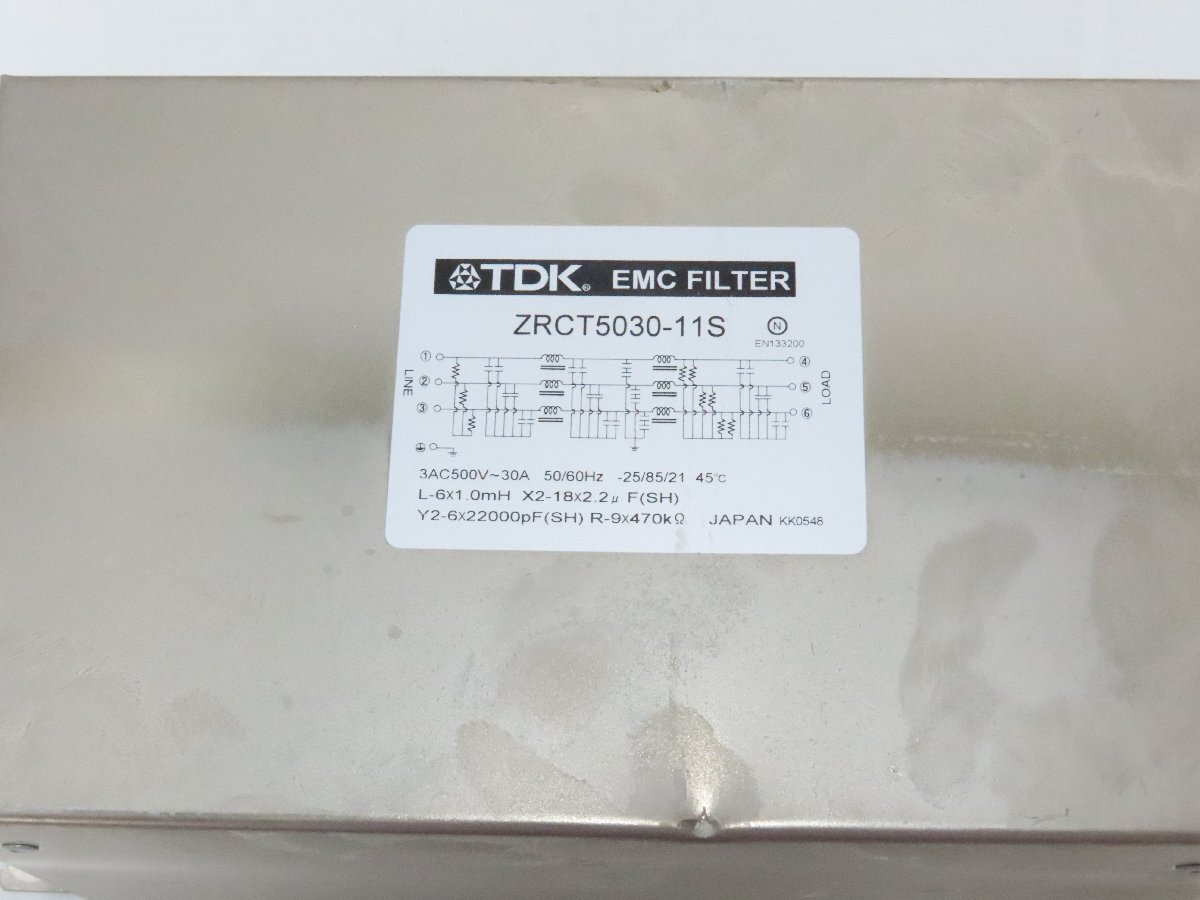 TDK® EMC FILTER
ZRCT5030-11S Ⓝ
EN133200
① ④
② ⑤
③ ⑥
LINE
LOAD
3AC500V~30A 50/60Hz -25/85/21 45℃
L-6X1.0mH X2-18X2.2μ F(SH)
Y2-6X22000pF(SH) R-9X470kΩ JAPAN KK0548